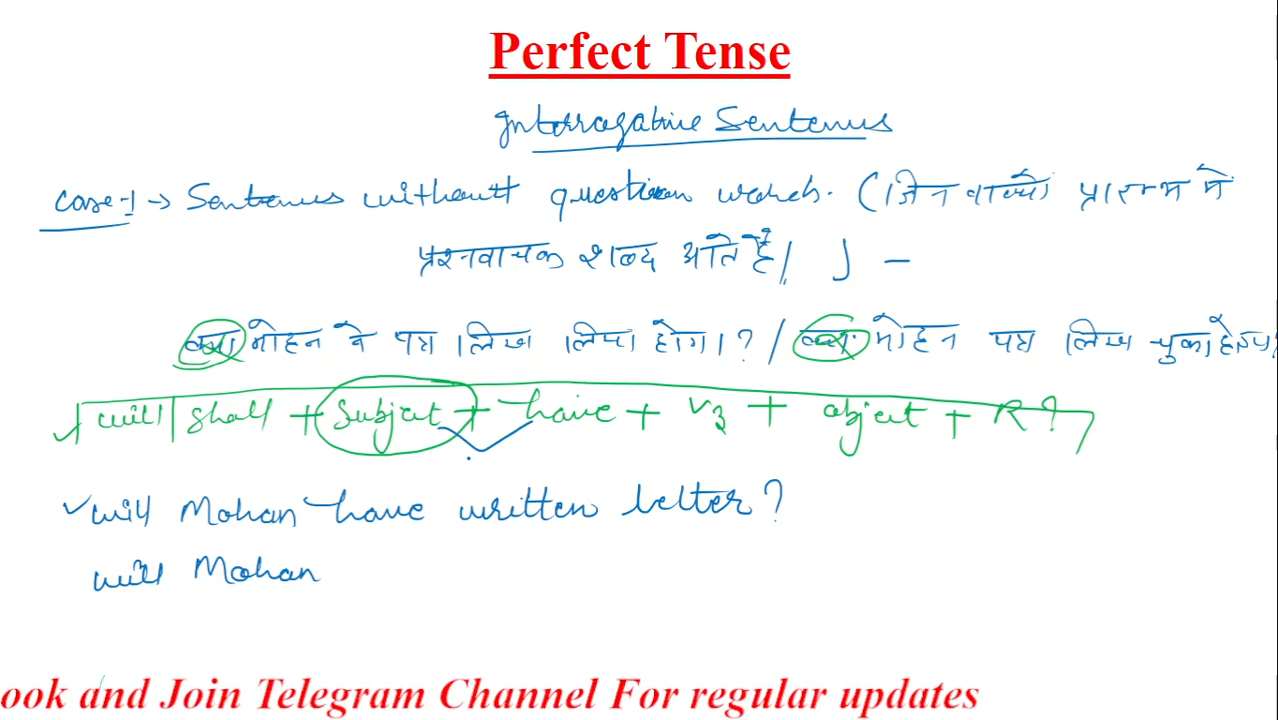 Perfect Tense
Interrogative Sentences
Case-1 → Sentences without question words. (जिन वाक्यो प्रारम्भ मे
प्रश्नवाचक शब्द आते हैं। ) —
क्या मोहन ने पत्र लिख लिया होगा।? / क्या मोहन पत्र लिख चुका होगा
will/shall + Subject + have + V3 + object + R ?
will Mohan have written letter?
will Mohan
ook and Join Telegram Channel For regular updates